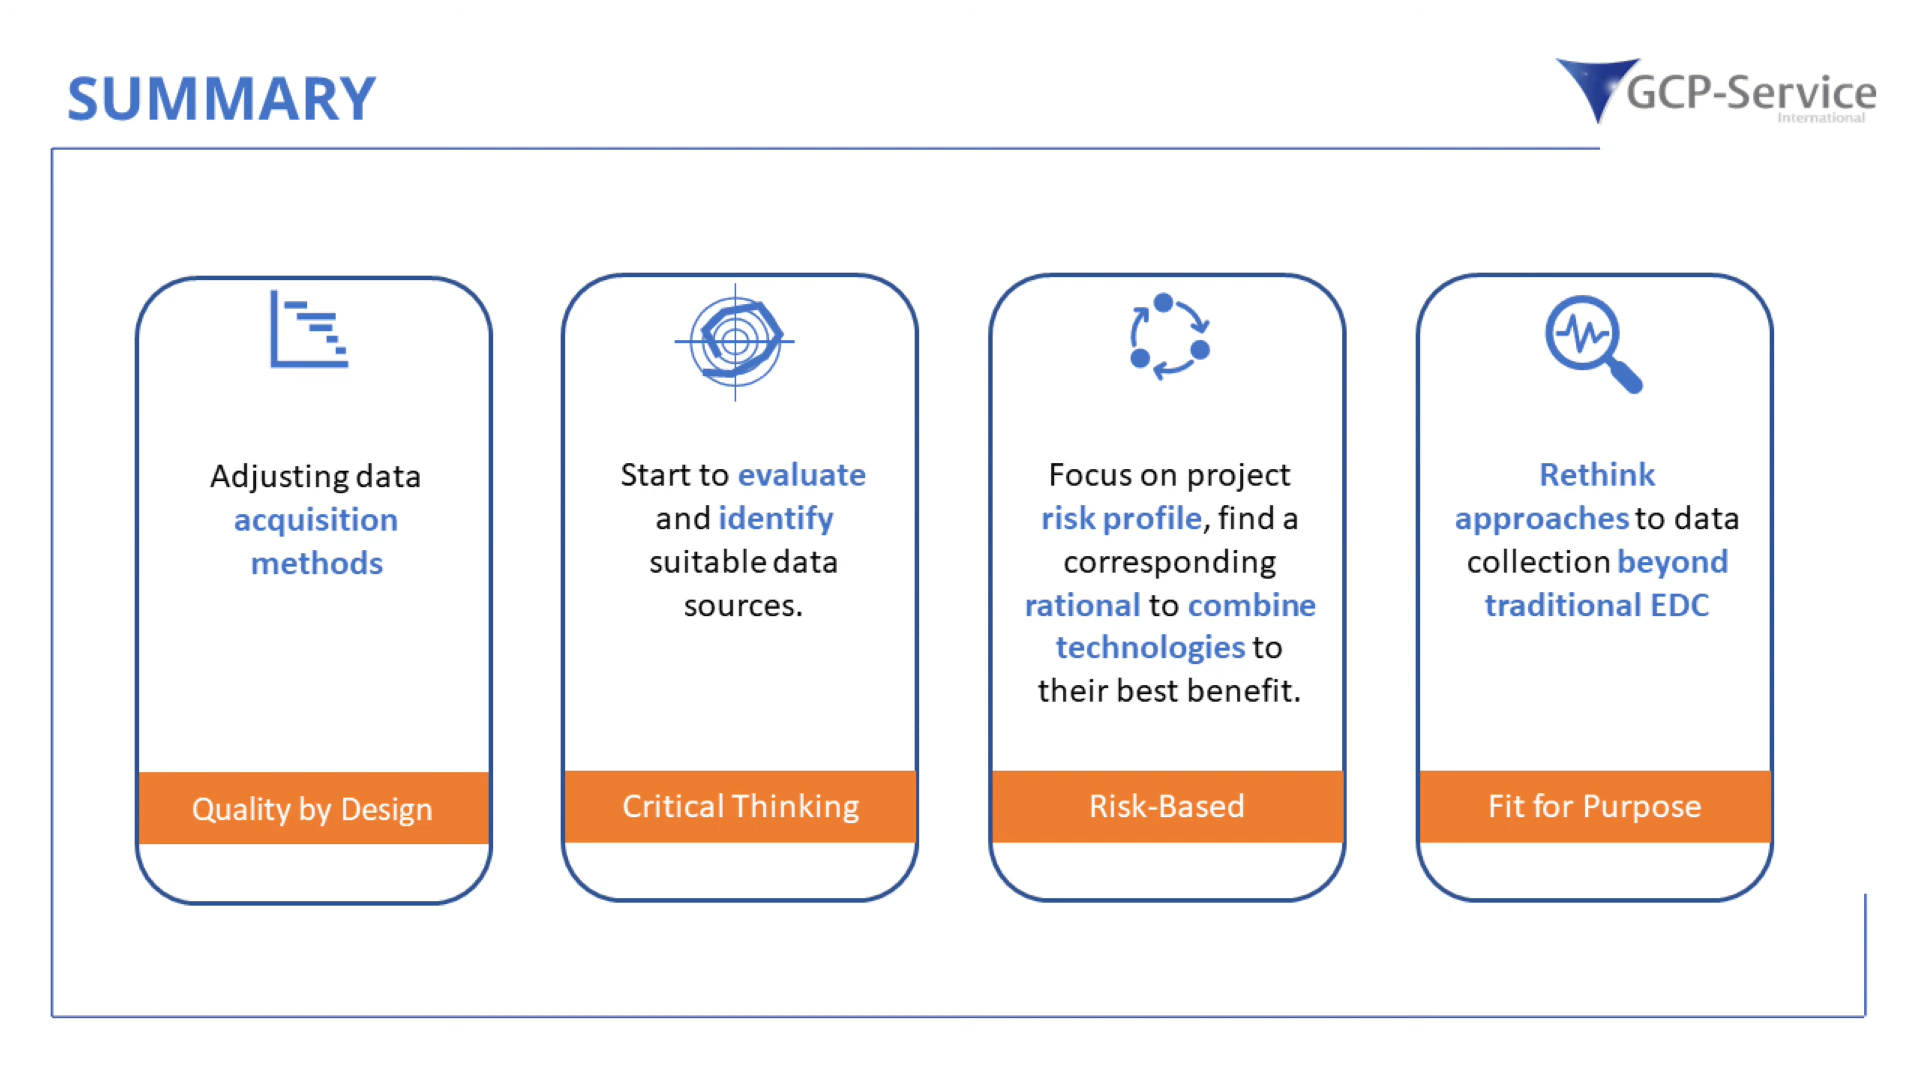 SUMMARY
GCP-Service
International
Adjusting data
acquisition
methods
Quality by Design
Start to evaluate
and identify
suitable data
sources.
Critical Thinking
Focus on project
risk profile, find a
corresponding
rational to combine
technologies to
their best benefit.
Risk-Based
Rethink
approaches to data
collection beyond
traditional EDC
Fit for Purpose